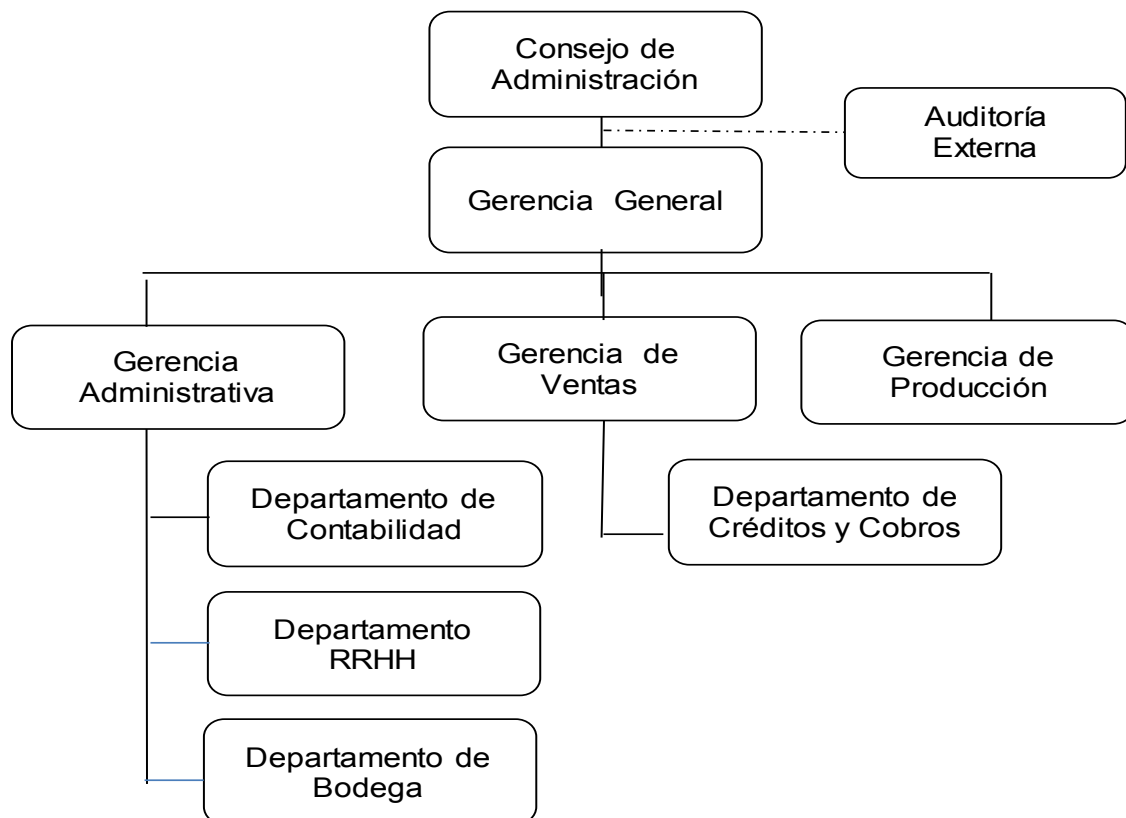 Consejo de
Administración
Auditoría
Externa
Gerencia General
Gerencia
Administrativa
Gerencia de
Ventas
Gerencia de
Producción
Departamento de
Contabilidad
Departamento de
Créditos y Cobros
Departamento
RRHH
Departamento de
Bodega